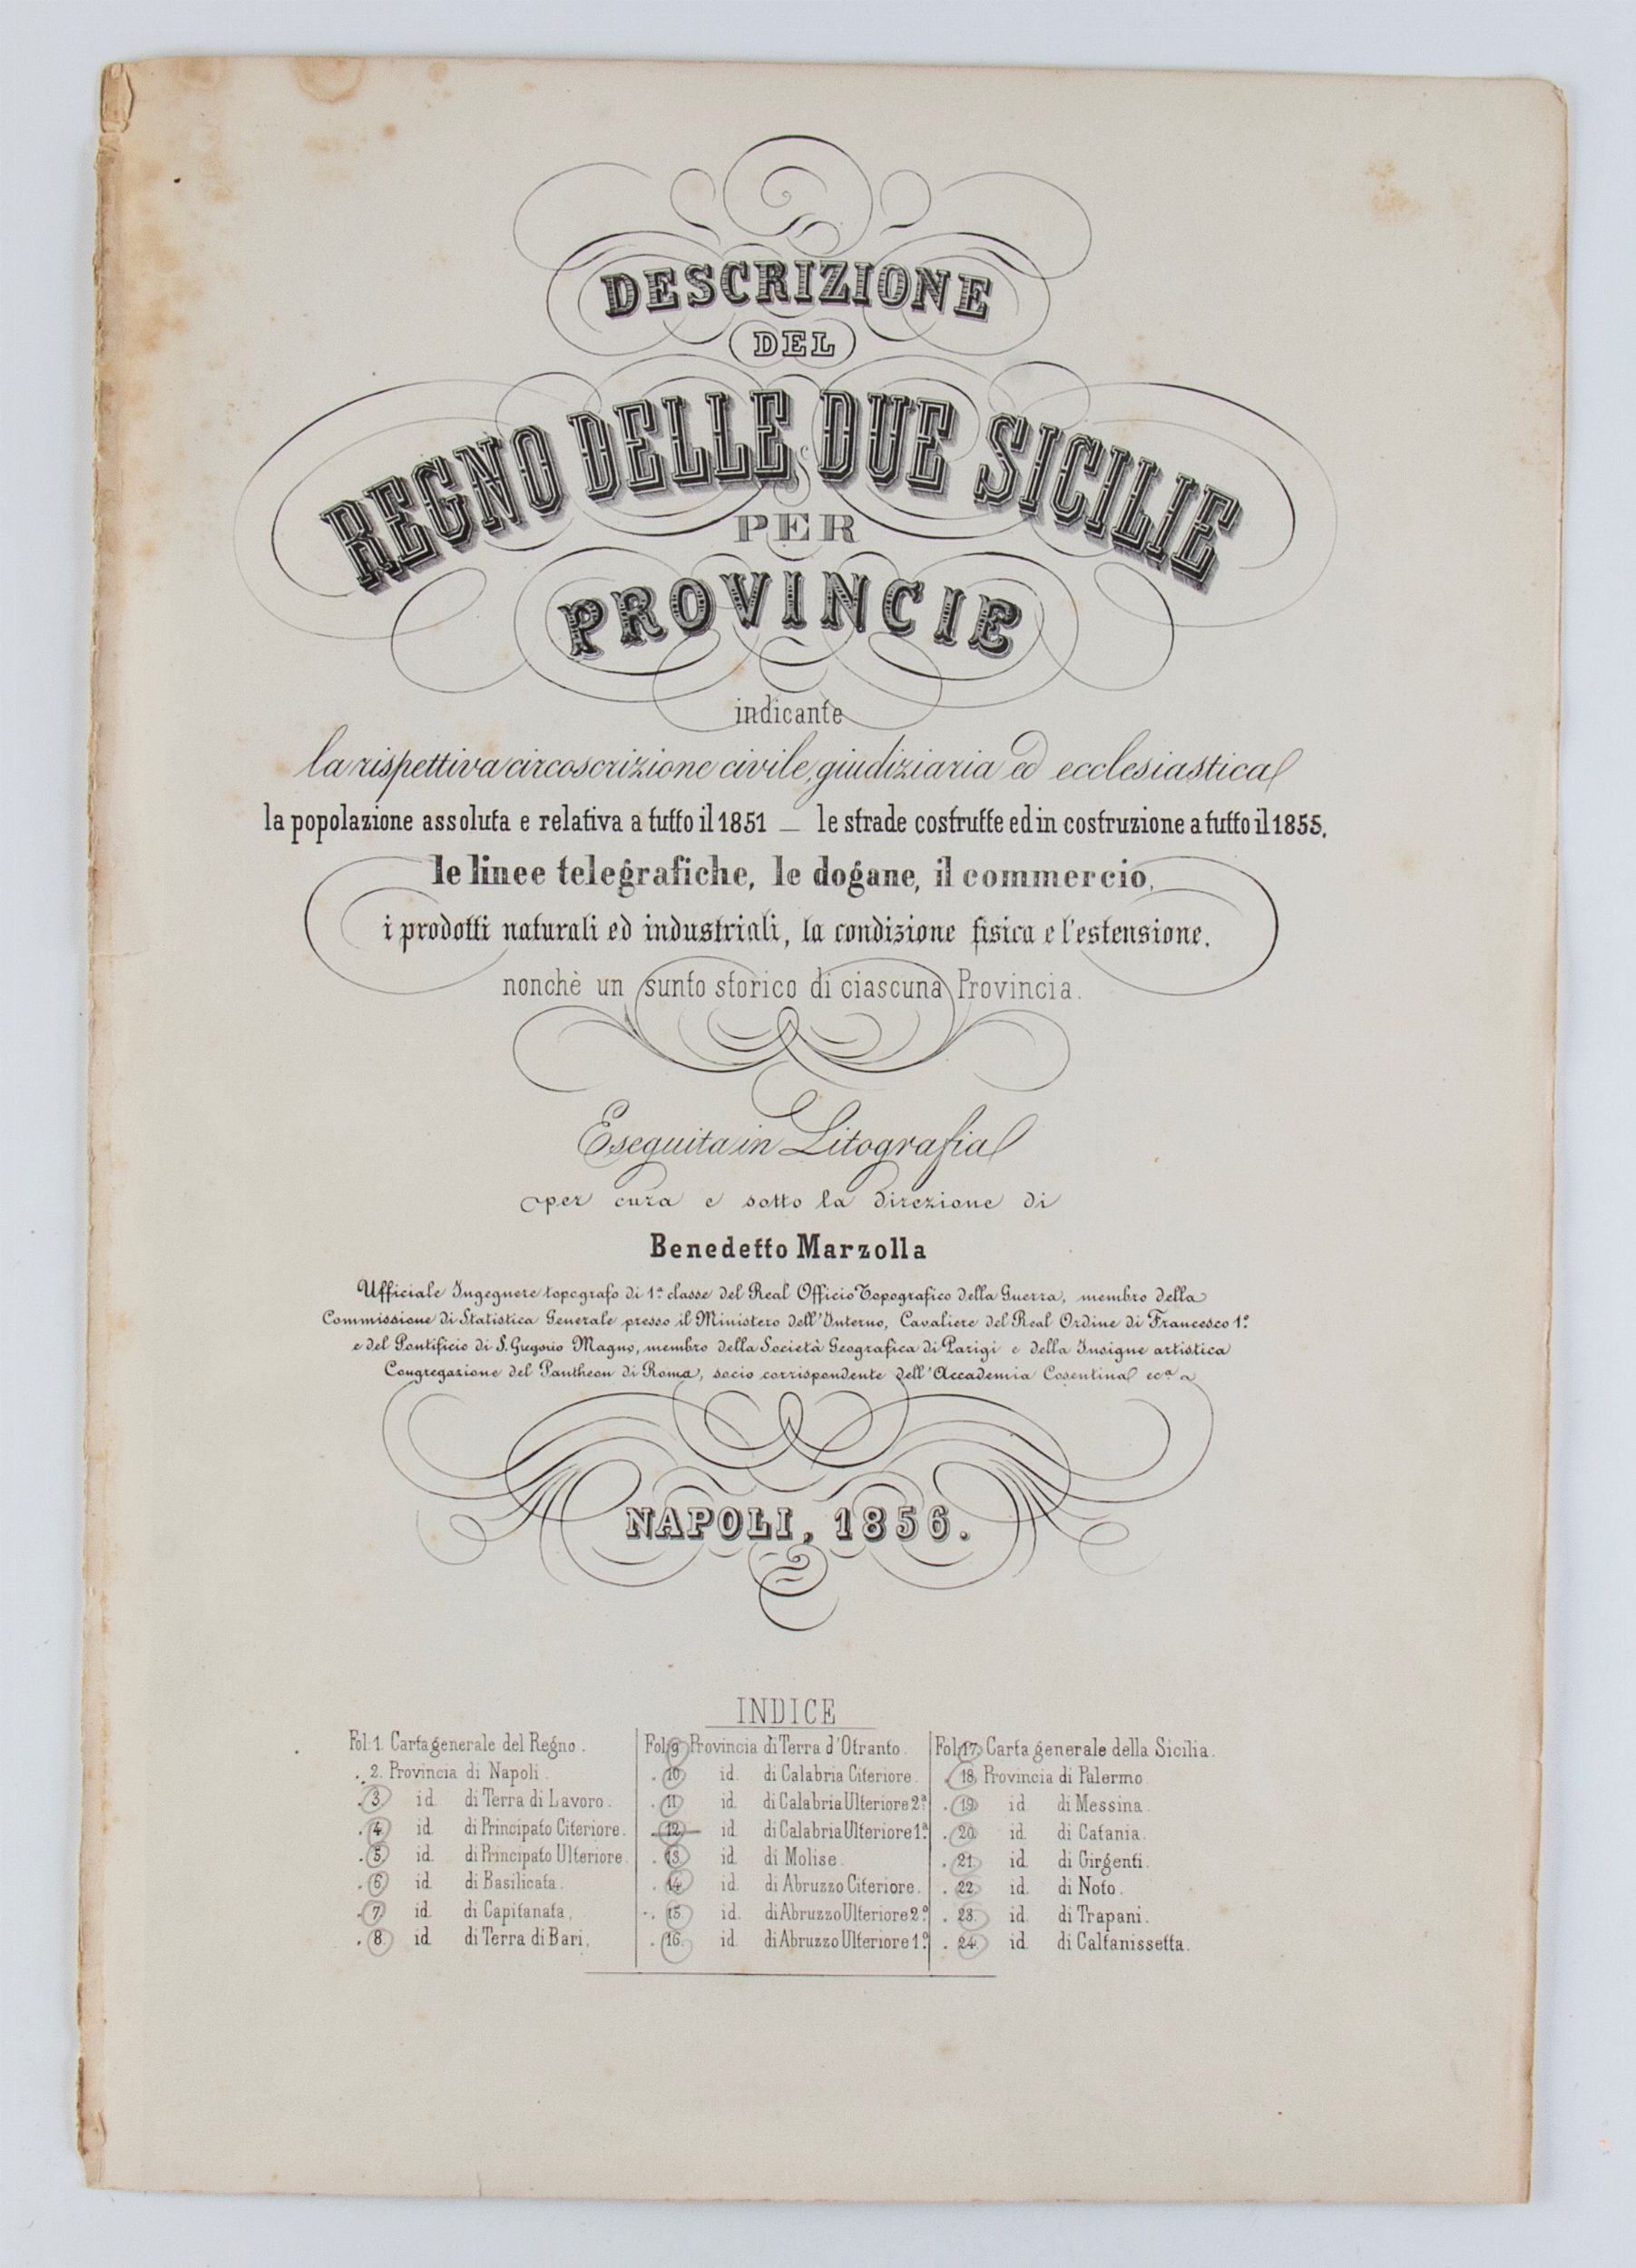 DESCRIZIONE
DEL
REGNO DELLE DUE SICILIE
PER
PROVINCIE
indicante
la rispettiva circoscrizione civile, giudiziaria ed ecclesiastica
la popolazione assoluta e relativa a tutto il 1851 — le strade costrutte ed in costruzione a tutto il 1855,
le linee telegrafiche, le dogane, il commercio,
i prodotti naturali ed industriali, la condizione fisica e l'estensione,
nonchè un sunto storico di ciascuna Provincia.
Eseguita in Litografia
per cura e sotto la direzione di
Benedetto Marzolla
Ufficiale Ingegnere topografo di 1.a classe del Real Officio Topografico della Guerra, membro della
Commissione di Statistica Generale presso il Ministero dell'Interno, Cavaliere del Real Ordine di Francesco 1.o
e del Pontificio di S. Gregorio Magno, membro della Società Geografica di Parigi e della Insigne artistica
Congregazione del Pantheon di Roma, socio corrispondente dell'Accademia Cosentina ec.a
NAPOLI, 1856.
INDICE
Fol. 1. Carta generale del Regno.
2. Provincia di Napoli.
3 id. di Terra di Lavoro.
4 id. di Principato Citeriore.
5 id. di Principato Ulteriore.
6 id. di Basilicata.
7 id. di Capitanata.
8. id. di Terra di Bari.
Fol. 9. Provincia di Terra d'Otranto.
10 id. di Calabria Citeriore.
11 id. di Calabria Ulteriore 2.a
12 id. di Calabria Ulteriore 1.a
13 id. di Molise.
14 id. di Abruzzo Citeriore.
15 id. di Abruzzo Ulteriore 2.o
16. id. di Abruzzo Ulteriore 1.o
Fol. 17. Carta generale della Sicilia.
18 Provincia di Palermo.
19. id. di Messina.
20 id. di Catania.
21. id. di Girgenti.
22. id. di Noto.
23. id. di Trapani.
24. id. di Caltanissetta.